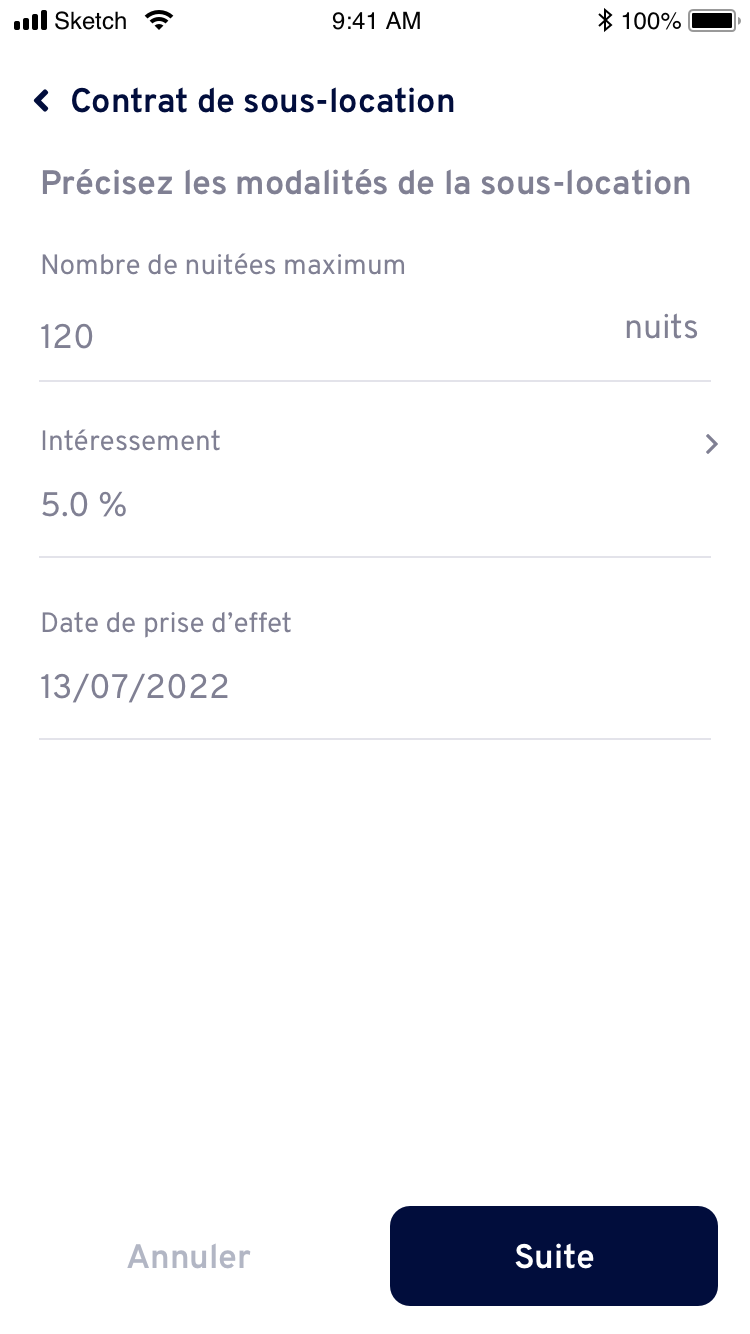 Sketch 9:41 AM 100%
Contrat de sous-location
Précisez les modalités de la sous-location
Nombre de nuitées maximum
120 nuits
Intéressement
5.0 %
Date de prise d’effet
13/07/2022
Annuler Suite